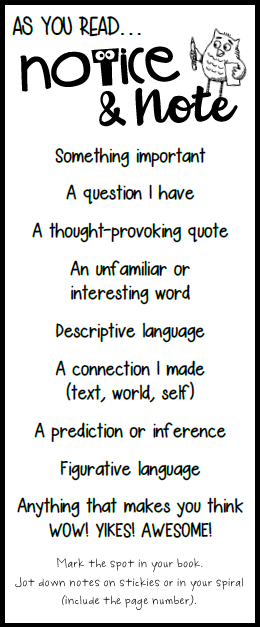 AS YOU READ...
notice
& Note
Something important
A question I have
A thought-provoking quote
An unfamiliar or
interesting word
Descriptive language
A connection I made
(text, world, self)
A prediction or inference
Figurative language
Anything that makes you think
WOW! YIKES! AWESOME!
Mark the spot in your book.
Jot down notes on stickies or in your spiral
(include the page number).